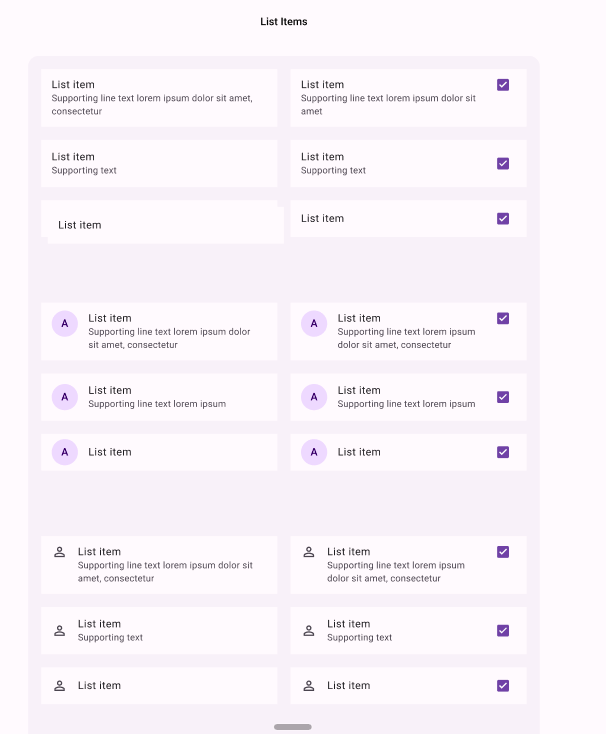 List Items
List item
Supporting line text lorem ipsum dolor sit amet,
consectetur
List item
Supporting line text lorem ipsum dolor sit
amet
List item
Supporting text
List item
Supporting text
List item
List item
A
List item
Supporting line text lorem ipsum dolor
sit amet, consectetur
A
List item
Supporting line text lorem ipsum
dolor sit amet, consectetur
A
List item
Supporting line text lorem ipsum
A
List item
Supporting line text lorem ipsum
A
List item
A
List item
List item
Supporting line text lorem ipsum dolor sit
amet, consectetur
List item
Supporting line text lorem ipsum
dolor sit amet, consectetur
List item
Supporting text
List item
Supporting text
List item
List item